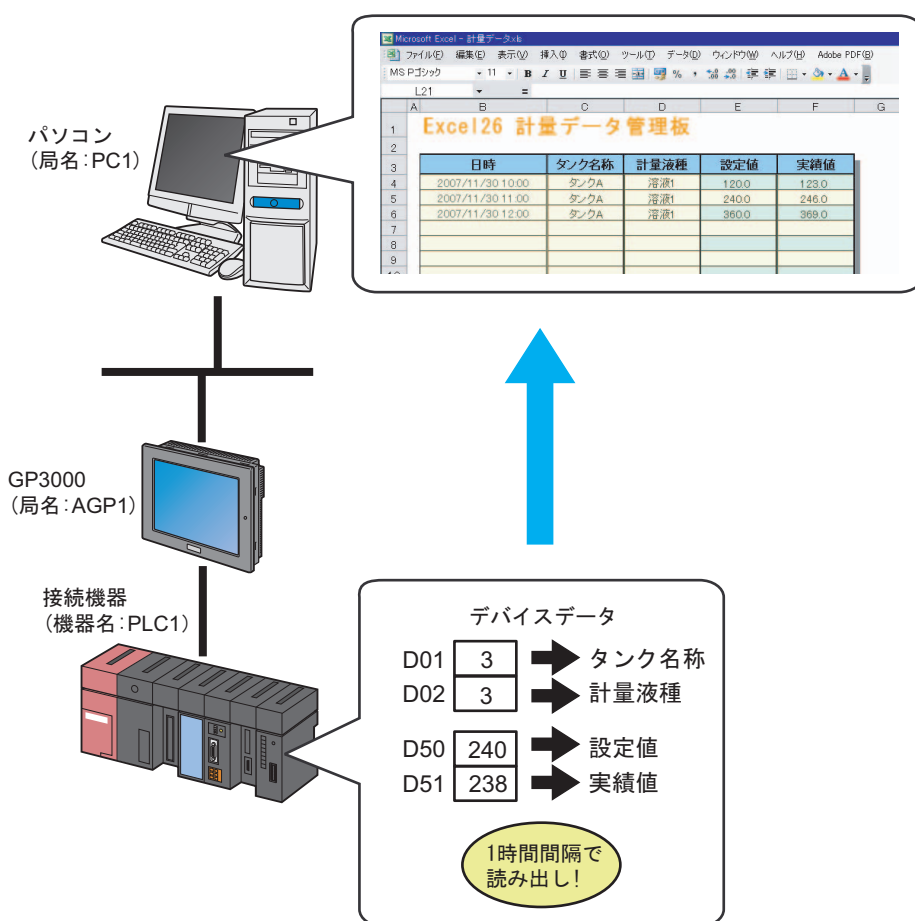 Microsoft Excel - 計量データ.xls
ファイル(F) 編集(E) 表示(V) 挿入(I) 書式(O) ツール(T) データ(D) ウィンドウ(W) ヘルプ(H) Adobe PDF(B)
MS Pゴシック 11 B I U
L21 =
A B C D E F G
1 Excel26 計量データ管理板
2
3 日時 タンク名称 計量液種 設定値 実績値
4 2007/11/30 10:00 タンクA 溶液1 120.0 123.0
5 2007/11/30 11:00 タンクA 溶液1 240.0 246.0
6 2007/11/30 12:00 タンクA 溶液1 360.0 369.0
7
8
9
パソコン
(局名:PC1)
GP3000
(局名:AGP1)
接続機器
(機器名:PLC1)
デバイスデータ
D01 3 タンク名称
D02 3 計量液種
D50 240 設定値
D51 238 実績値
1時間間隔で
読み出し!